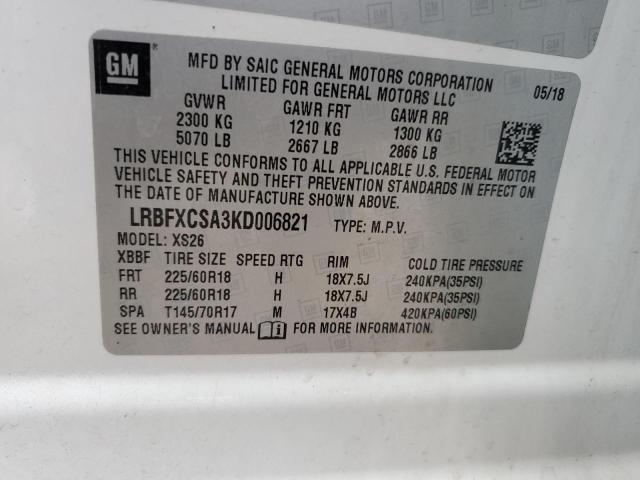 GM
MFD BY SAIC GENERAL MOTORS CORPORATION
LIMITED FOR GENERAL MOTORS LLC
05/18
GVWR GAWR FRT GAWR RR
2300 KG 1210 KG 1300 KG
5070 LB 2667 LB 2866 LB
THIS VEHICLE CONFORMS TO ALL APPLICABLE U.S. FEDERAL MOTOR
VEHICLE SAFETY AND THEFT PREVENTION STANDARDS IN EFFECT ON
THE DATE OF MANUFACTURE SHOWN ABOVE.
LRBFXCSA3KD006821 TYPE: M.P.V.
MODEL: XS26
XBBF TIRE SIZE SPEED RTG RIM COLD TIRE PRESSURE
FRT 225/60R18 H 18X7.5J 240KPA(35PSI)
RR 225/60R18 H 18X7.5J 240KPA(35PSI)
SPA T145/70R17 M 17X4B 420KPA(60PSI)
SEE OWNER'S MANUAL FOR MORE INFORMATION.